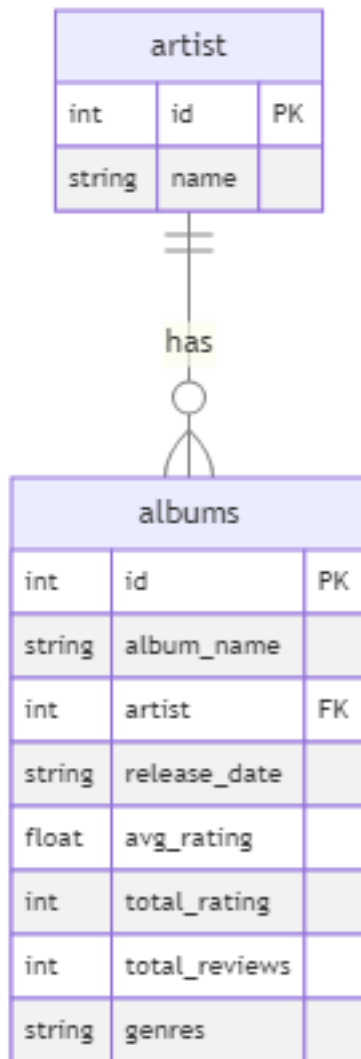 artist
int id PK
string name
has
albums
int id PK
string album_name
int artist FK
string release_date
float avg_rating
int total_rating
int total_reviews
string genres